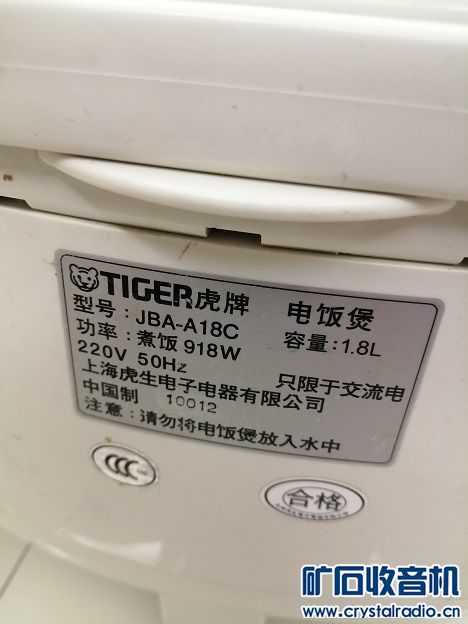 TIGER虎牌 电饭煲
型号：JBA-A18C 容量：1.8L
功率：煮饭 918W
220V 50Hz 只限于交流电
上海虎生电子电器有限公司
中国制 10012
注意：请勿将电饭煲放入水中
CCC
合格
矿石收音机
www.crystalradio.cn